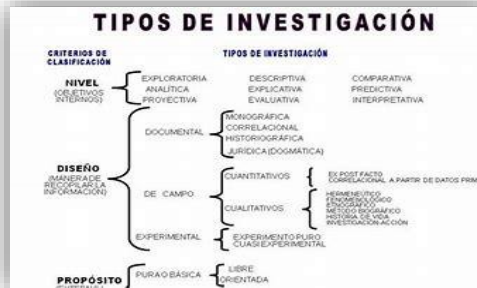 TIPOS DE INVESTIGACIÓN
CRITERIOS DE CLASIFICACIÓN
TIPOS DE INVESTIGACIÓN
NIVEL
(OBJETIVOS INTERNOS)
EXPLORATORIA DESCRIPTIVA COMPARATIVA
ANALÍTICA EXPLICATIVA PREDICTIVA
PROYECTIVA EVALUATIVA INTERPRETATIVA
DISEÑO
(MANERA DE RECOPILAR LA INFORMACION)
DOCUMENTAL
MONOGRÁFICA
CORRELACIONAL
HISTORIOGRÁFICA
JURÍDICA (DOGMÁTICA)
DE CAMPO
CUANTITATIVOS
EX POST FACTO
CORRELACIONAL A PARTIR DE DATOS PRIM
CUALITATIVOS
HERMENEÚTICO
FENOMENOLÓGICO
ETNOGRÁFICO
MÉTODO BIOGRÁFICO
HISTORIA DE VIDA
INVESTIGACIÓN-ACCIÓN
EXPERIMENTAL
EXPERIMENTO PURO
CUASI EXPERIMENTAL
PROPÓSITO
PURA O BÁSICA
LIBRE
ORIENTADA